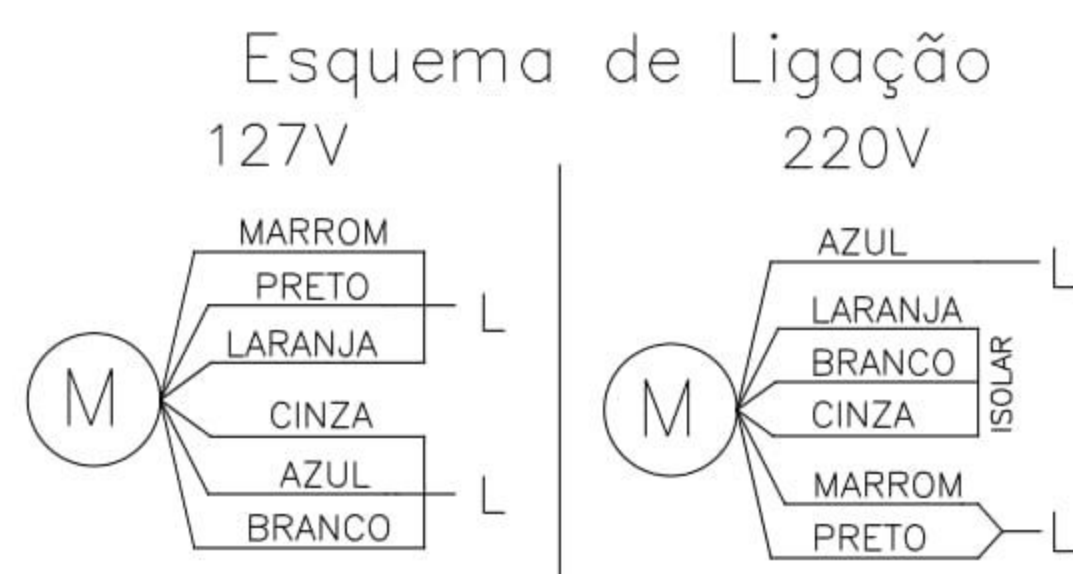 Esquema de Ligação
127V
MARROM
PRETO
L
LARANJA
M
CINZA
AZUL
L
BRANCO
220V
AZUL
L
LARANJA
BRANCO
CINZA
ISOLAR
M
MARROM
PRETO
L